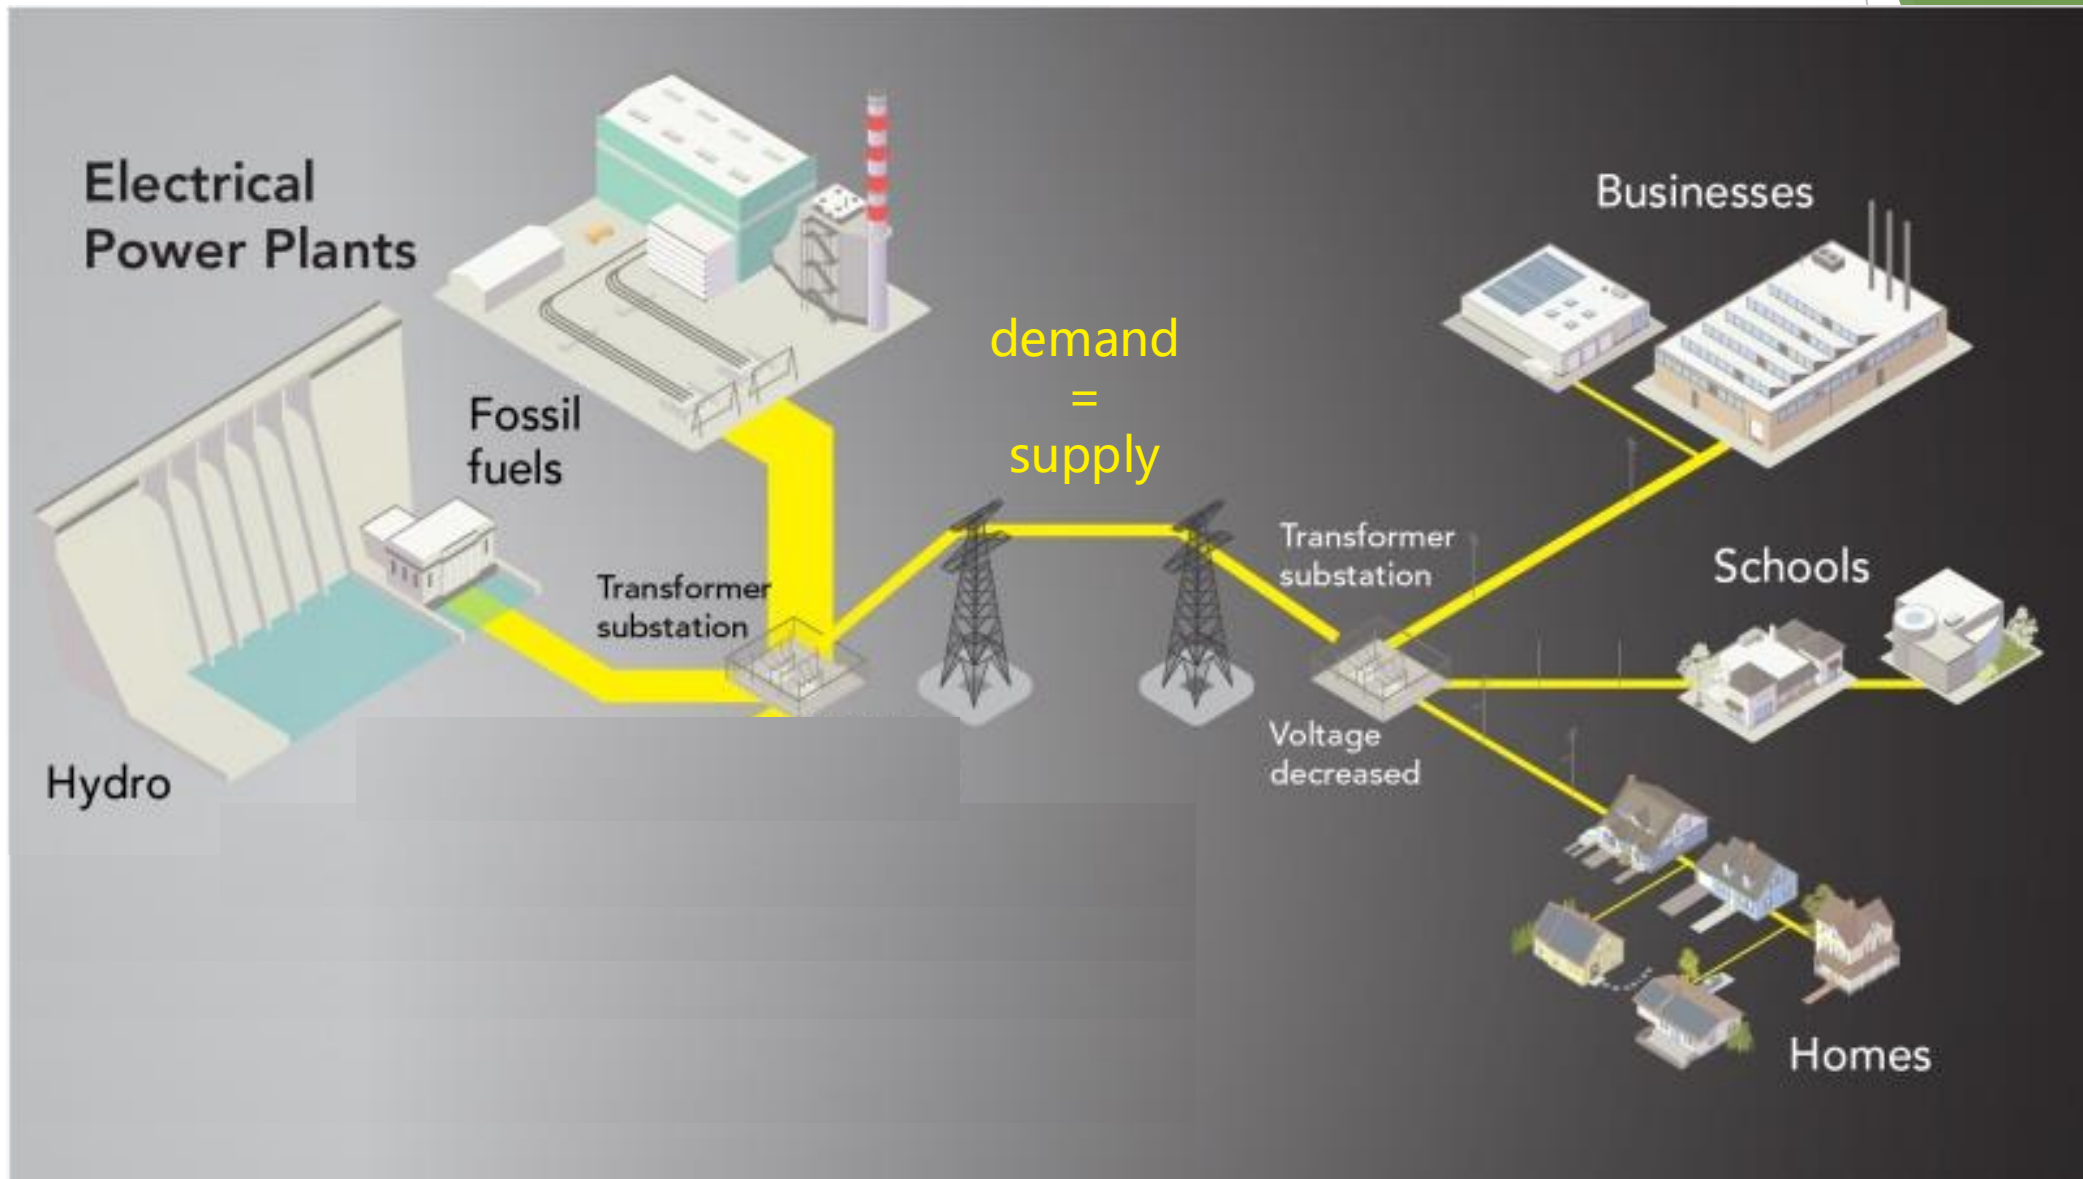 Electrical
Power Plants
Fossil
fuels
Hydro
Transformer
substation
demand
=
supply
Transformer
substation
Voltage
decreased
Businesses
Schools
Homes